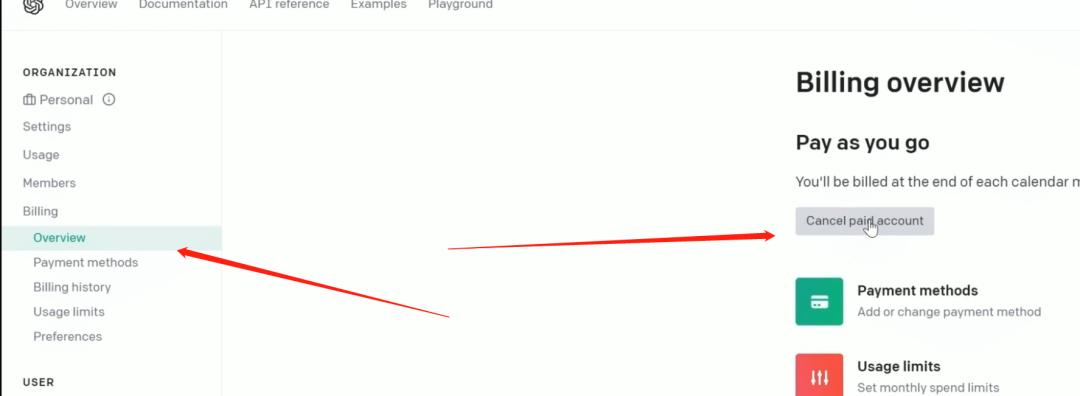 Overview Documentation API reference Examples Playground
ORGANIZATION
Personal
Settings
Usage
Members
Billing
Overview
Payment methods
Billing history
Usage limits
Preferences
USER
Billing overview
Pay as you go
You'll be billed at the end of each calendar m
Cancel paid account
Payment methods
Add or change payment method
Usage limits
Set monthly spend limits